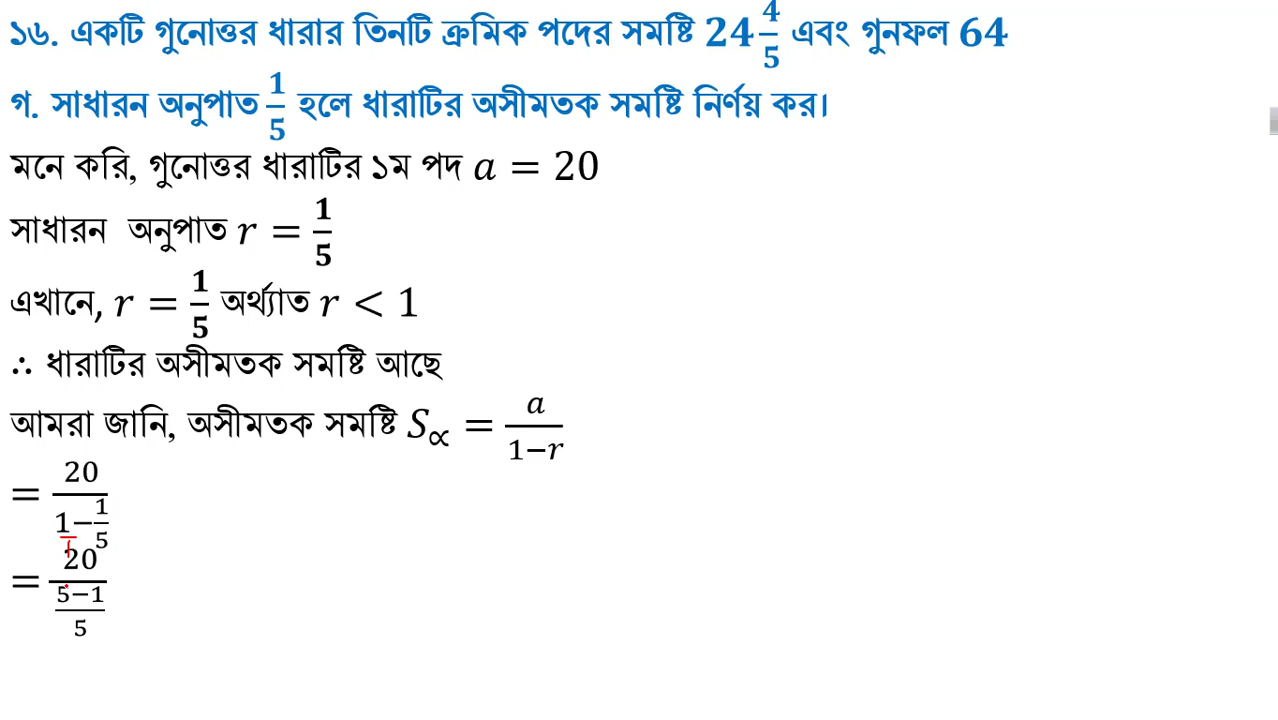 ১৬. একটি গুনোত্তর ধারার তিনটি ক্রমিক পদের সমষ্টি 24 4/5 এবং গুনফল 64
গ. সাধারন অনুপাত 1/5 হলে ধারাটির অসীমতক সমষ্টি নির্ণয় কর।
মনে করি, গুনোত্তর ধারাটির ১ম পদ a = 20
সাধারন অনুপাত r = 1/5
এখানে, r = 1/5 অর্থ্যাত r < 1
∴ ধারাটির অসীমতক সমষ্টি আছে
আমরা জানি, অসীমতক সমষ্টি S∝ = a/(1−r)
= 20/(1−1/5)
= 20/((5−1)/5)